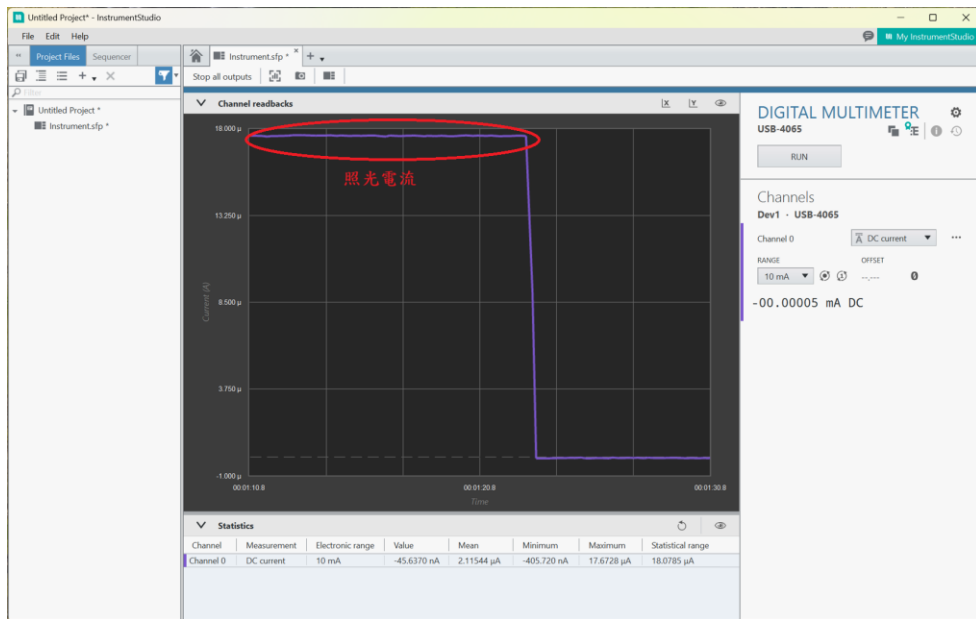 Untitled Project* - InstrumentStudio
File Edit Help
My InstrumentStudio
Project Files Sequencer
Instrument.sfp *
Stop all outputs
Filter
Untitled Project *
Instrument.sfp *
Channel readbacks
X Y
18.000 µ
13.250 µ
8.500 µ
3.750 µ
-1.000 µ
Current (A)
照光電流
00:01:10.8
00:01:20.8
00:01:30.8
Time
DIGITAL MULTIMETER
USB-4065
RUN
Channels
Dev1 · USB-4065
Channel 0 DC current
RANGE OFFSET
10 mA --.--- 0
-00.00005 mA DC
Statistics
Channel Measurement Electronic range Value Mean Minimum Maximum Statistical range
Channel 0 DC current 10 mA -45.6370 nA 2.11544 µA -405.720 nA 17.6728 µA 18.0785 µA